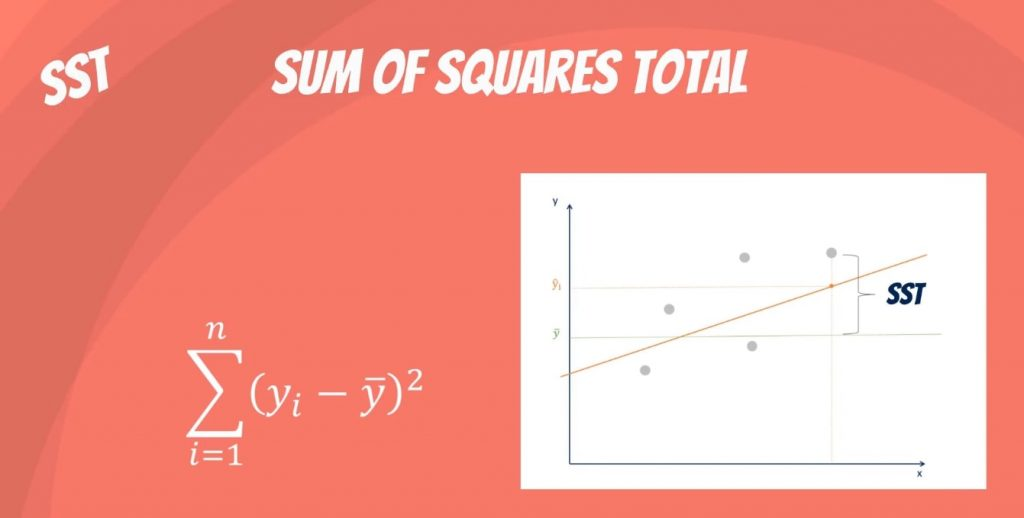 SST
SUM OF SQUARES TOTAL
n
∑(yᵢ − ȳ)²
i=1
y
ŷᵢ
SST
ȳ
x